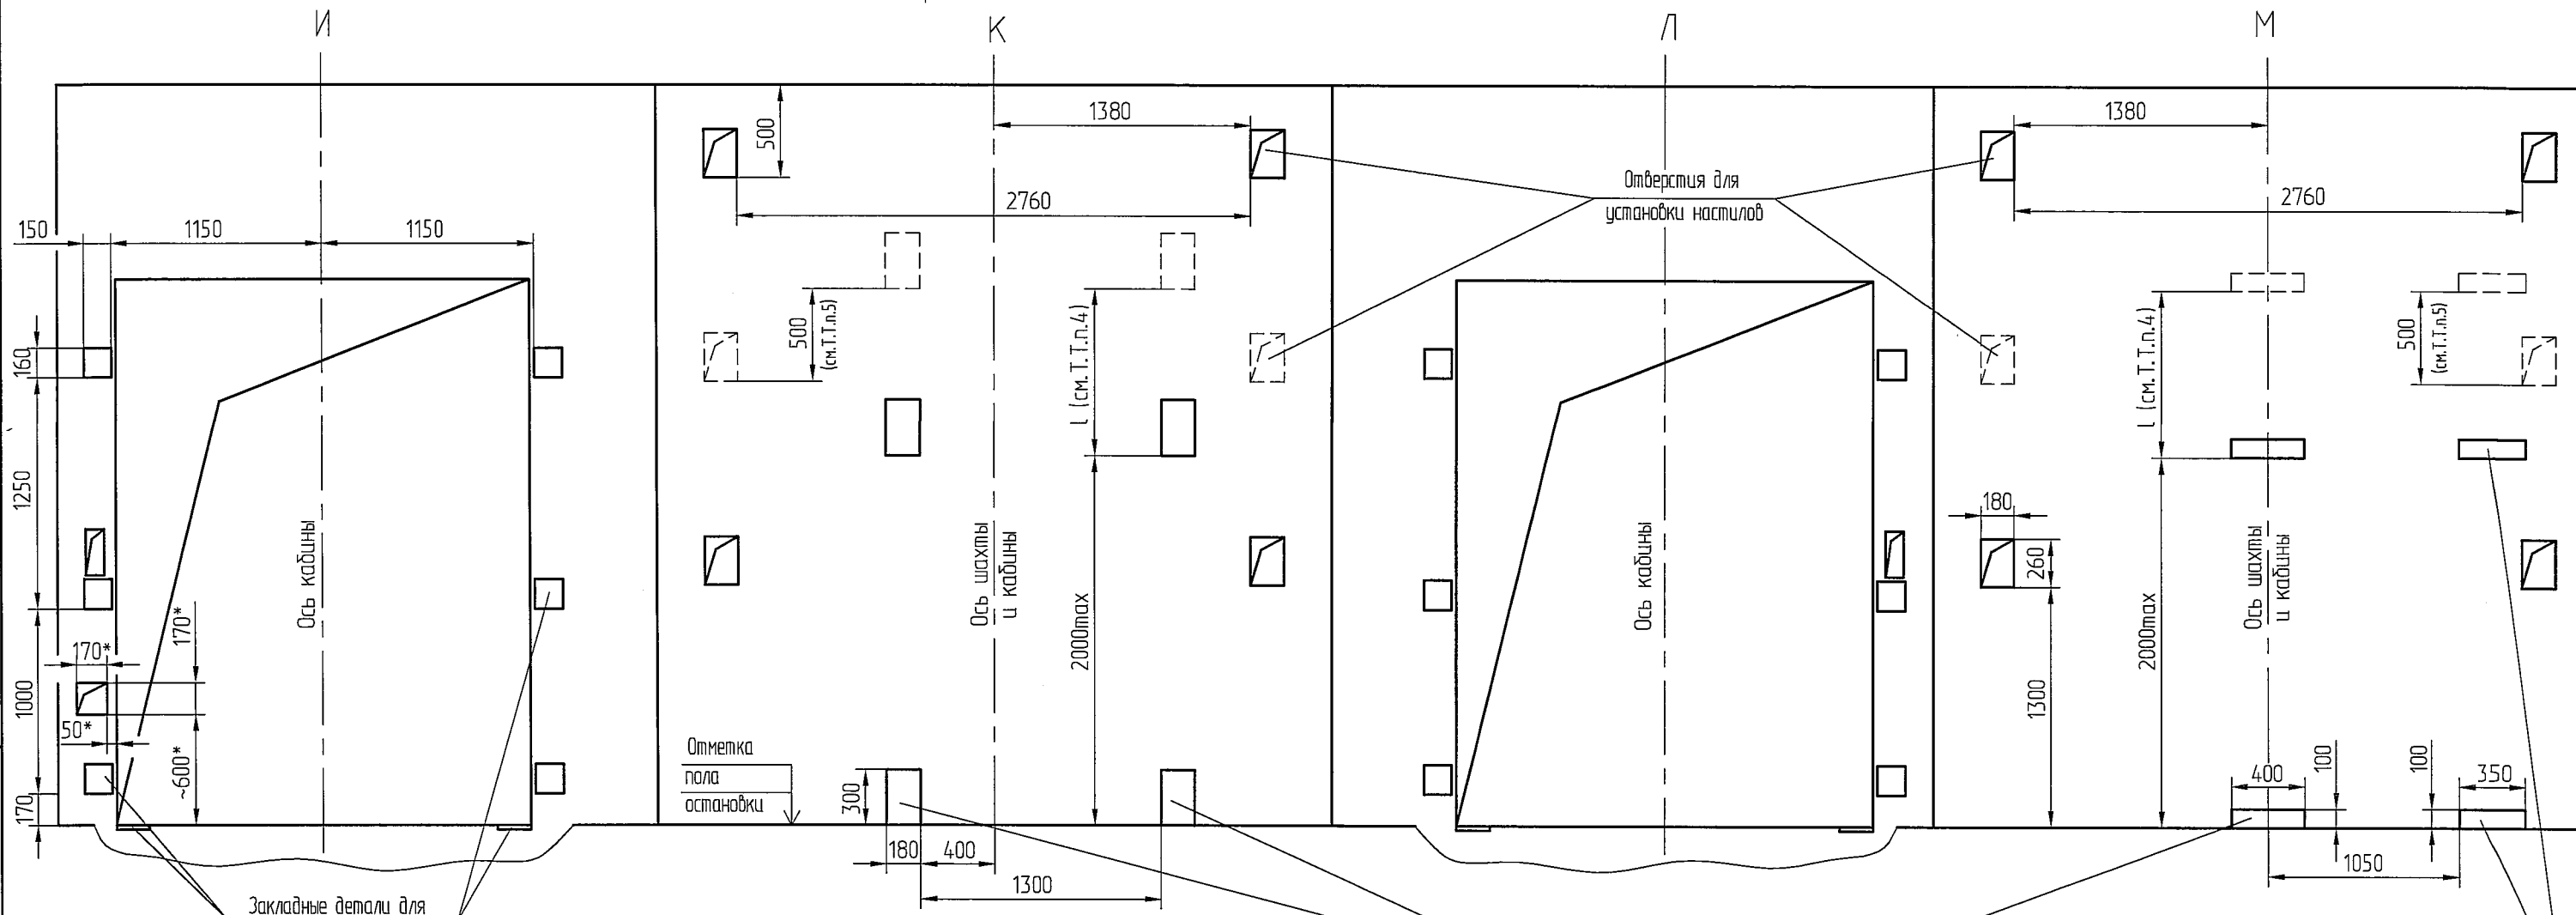 И
К
Л
М
1380
1380
500
Отверстия для
установки настилов
2760
2760
150
1150
1150
500
(см.Т.Т.п.5)
l (см.Т.Т.п.4)
l (см.Т.Т.п.4)
500
(см.Т.Т.п.5)
160
1250
180
260
Ось кабины
Ось шахты
и кабины
Ось кабины
Ось шахты
и кабины
170*
170*
1000
50*
~600*
170
2000max
2000max
1300
Отметка
пола
остановки
300
180
400
1300
400
100
100
350
1050
Закладные детали для